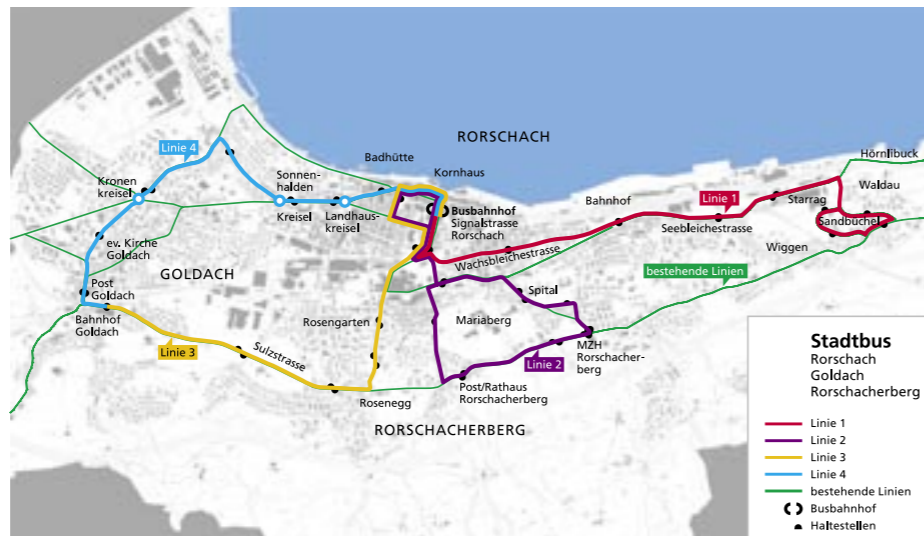 RORSCHACH
Linie 4
Badhütte
Hörnlibuck
Sonnen-
halden
Kornhaus
Kronen
kreisel
Waldau
Linie 1
Bahnhof
Starrag
Kreisel
Landhaus-
kreisel
Busbahnhof
Signalstrasse
Rorschach
Seebleichestrasse
Sandbüchel
ev. Kirche
Goldach
Wachsbleichestrasse
Wiggen
GOLDACH
bestehende Linien
Post
Goldach
Spital
Bahnhof
Goldach
Rosengarten
Mariaberg
Linie 3
Sulzstrasse
MZH
Rorschacher-
berg
Linie 2
Post/Rathaus
Rorschacherberg
Rosenegg
RORSCHACHERBERG
Stadtbus
Rorschach
Goldach
Rorschacherberg
Linie 1
Linie 2
Linie 3
Linie 4
bestehende Linien
Busbahnhof
Haltestellen